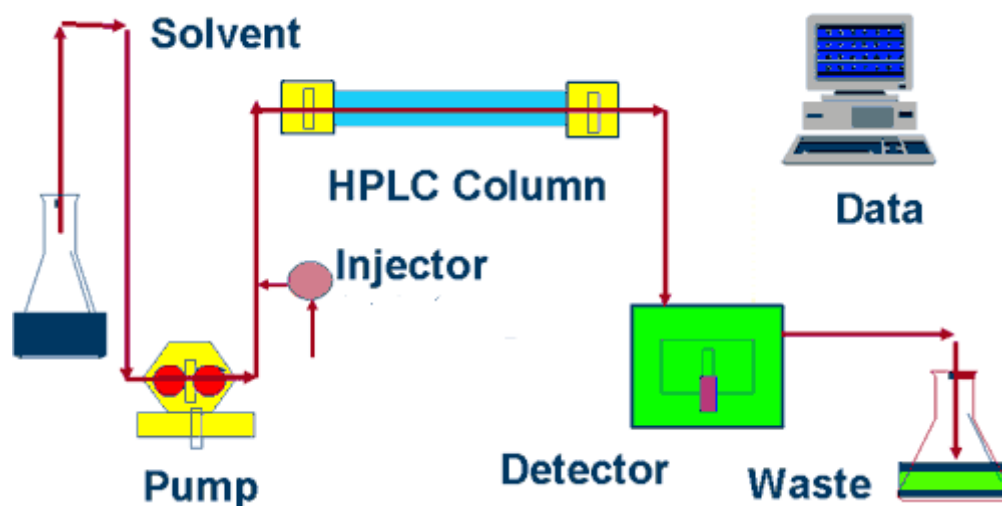 Solvent
HPLC Column
Data
Injector
Pump
Detector
Waste